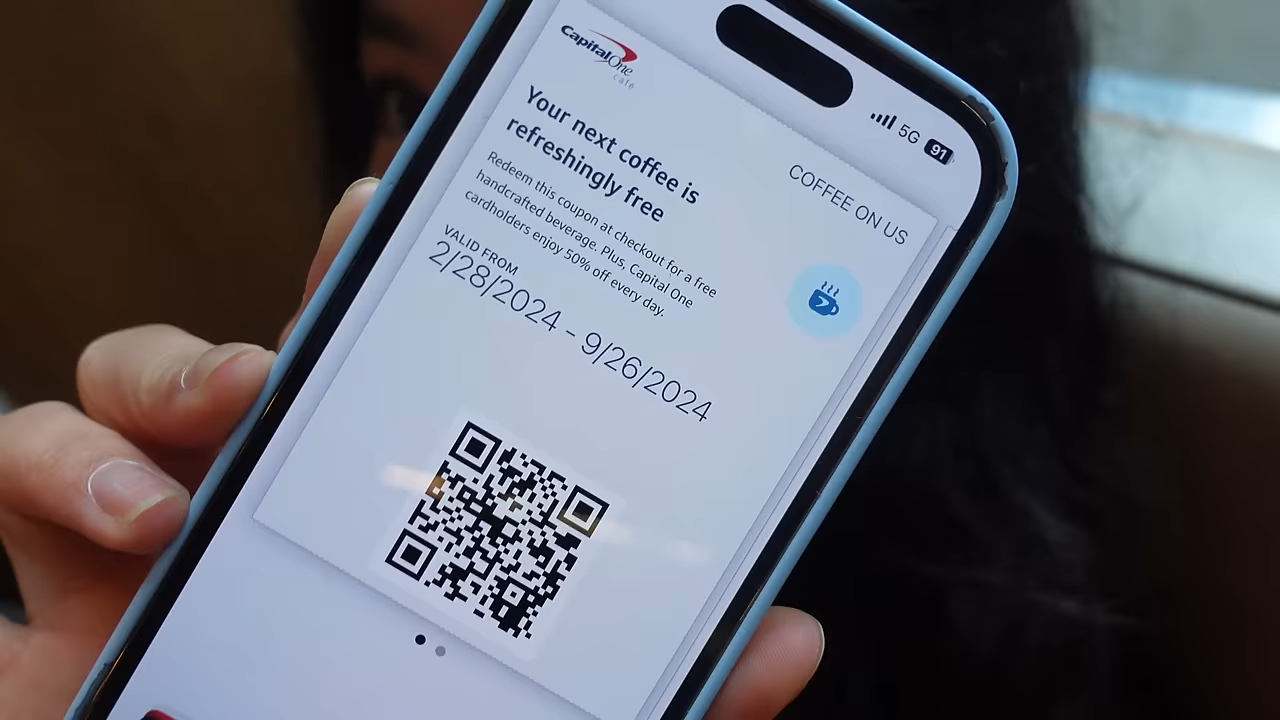 5G 91
CapitalOne
café
COFFEE ON US
Your next coffee is
refreshingly free
Redeem this coupon at checkout for a free
handcrafted beverage. Plus, Capital One
cardholders enjoy 50% off every day.
VALID FROM
2/28/2024 - 9/26/2024